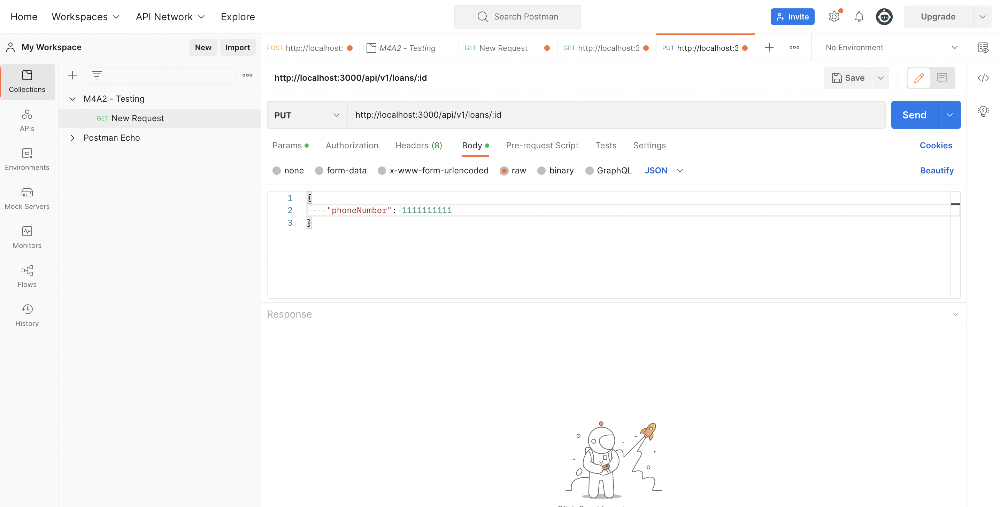 Home Workspaces API Network Explore Search Postman Invite Upgrade
My Workspace New Import POST http://localhost: M4A2 - Testing GET New Request GET http://localhost:3 PUT http://localhost:3 No Environment
Collections
APIs
Environments
Mock Servers
Monitors
Flows
History
M4A2 - Testing
GET New Request
Postman Echo
http://localhost:3000/api/v1/loans/:id Save
PUT http://localhost:3000/api/v1/loans/:id Send
Params Authorization Headers (8) Body Pre-request Script Tests Settings Cookies
none form-data x-www-form-urlencoded raw binary GraphQL JSON Beautify
1 {
2 "phoneNumber": 1111111111
3 }
Response